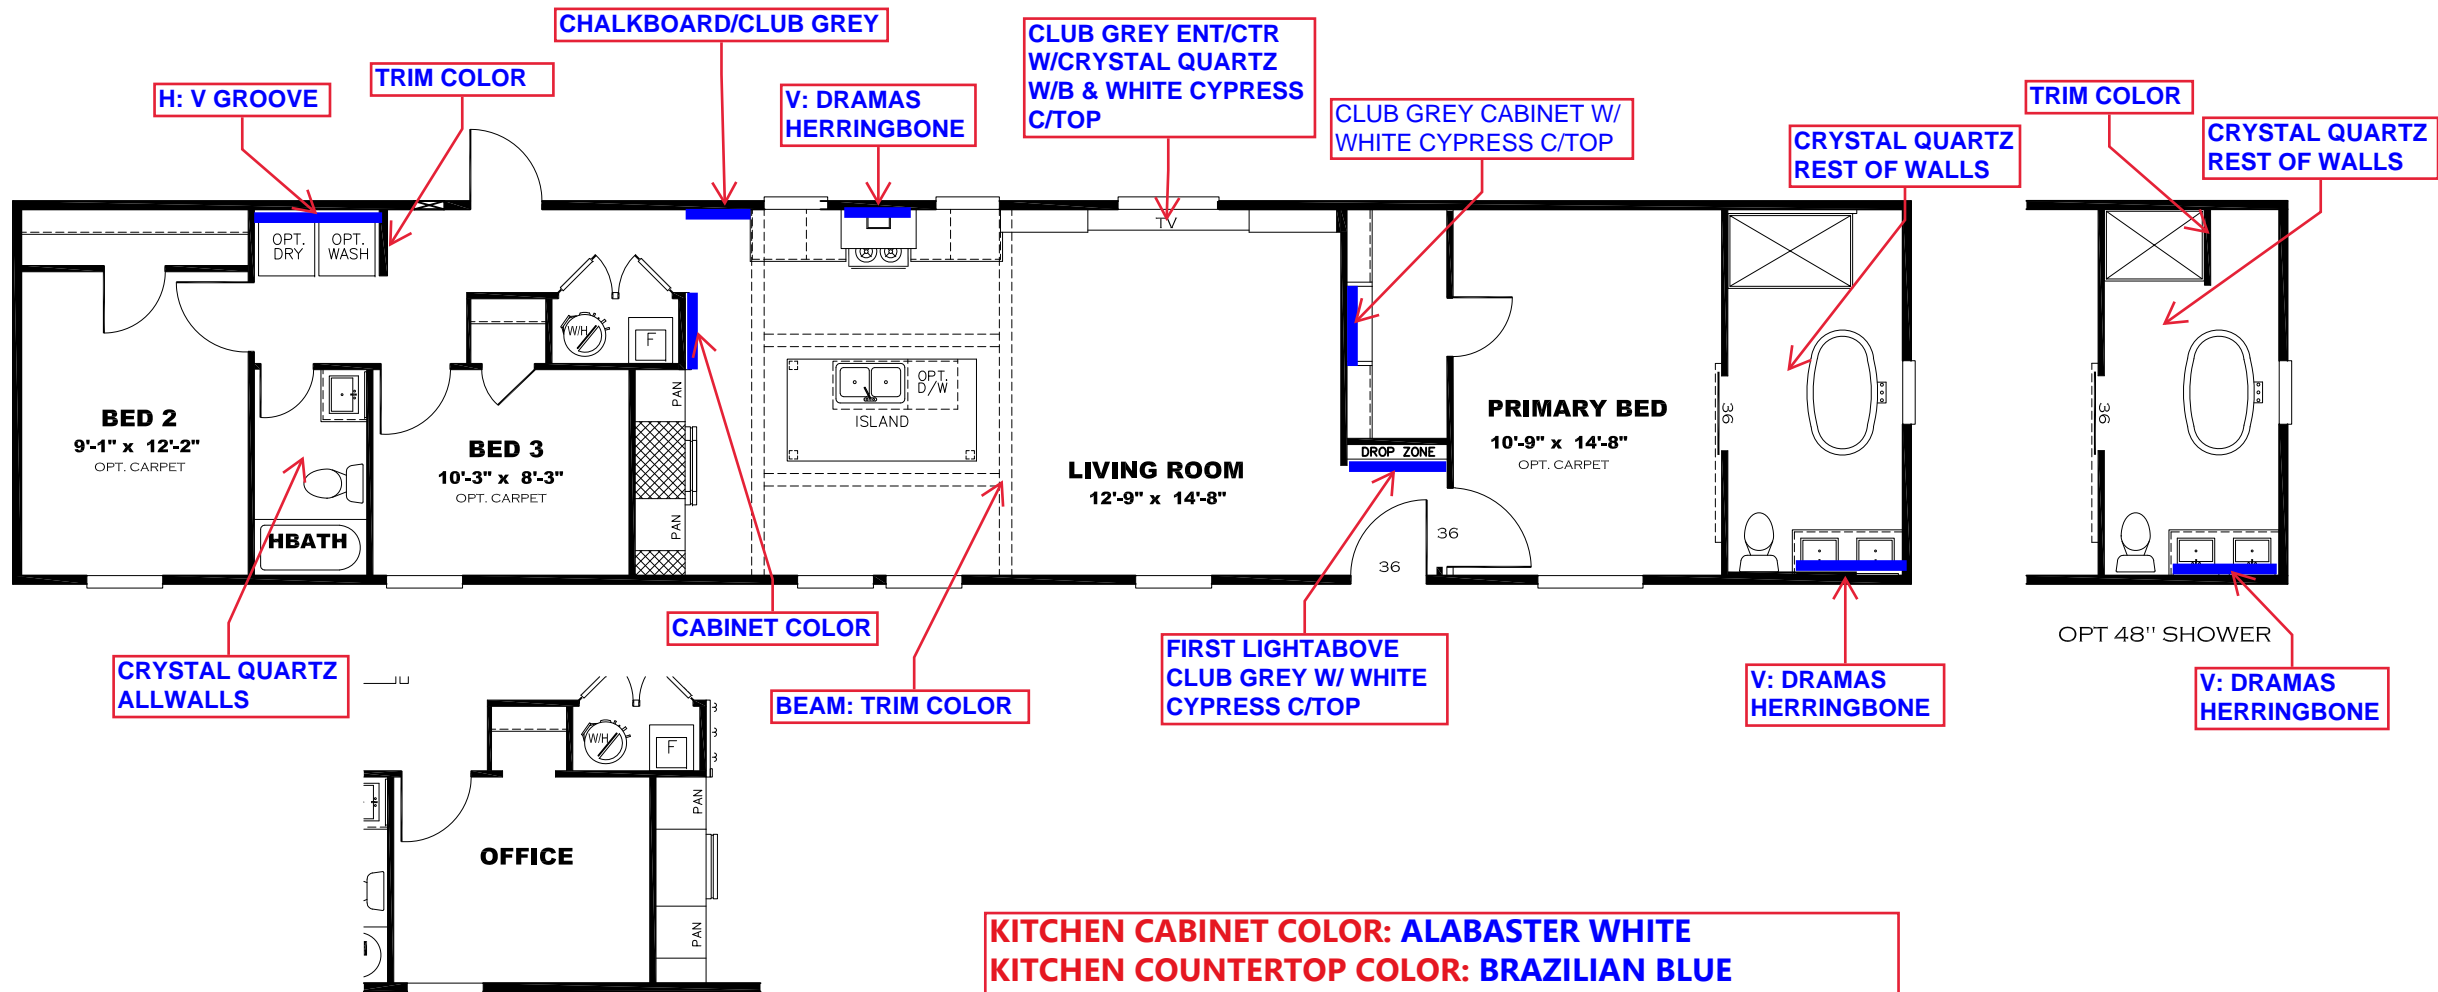 CHALKBOARD/CLUB GREY
CLUB GREY ENT/CTR
W/CRYSTAL QUARTZ
W/B & WHITE CYPRESS
C/TOP
TRIM COLOR
H: V GROOVE
V: DRAMAS
HERRINGBONE
CLUB GREY CABINET W/
WHITE CYPRESS C/TOP
CRYSTAL QUARTZ
REST OF WALLS
TRIM COLOR
CRYSTAL QUARTZ
REST OF WALLS
OPT.
DRY
OPT.
WASH
TV
W/H
F
PAN
OPT.
D/W
ISLAND
BED 2
9'-1" x 12'-2"
OPT. CARPET
BED 3
10'-3" x 8'-3"
OPT. CARPET
PAN
HBATH
LIVING ROOM
12'-9" x 14'-8"
DROP ZONE
PRIMARY BED
10'-9" x 14'-8"
OPT. CARPET
36
36
36
36
OPT 48" SHOWER
CABINET COLOR
CRYSTAL QUARTZ
ALLWALLS
BEAM: TRIM COLOR
FIRST LIGHTABOVE
CLUB GREY W/ WHITE
CYPRESS C/TOP
V: DRAMAS
HERRINGBONE
V: DRAMAS
HERRINGBONE
W/H
F
PAN
OFFICE
PAN
KITCHEN CABINET COLOR: ALABASTER WHITE
KITCHEN COUNTERTOP COLOR: BRAZILIAN BLUE